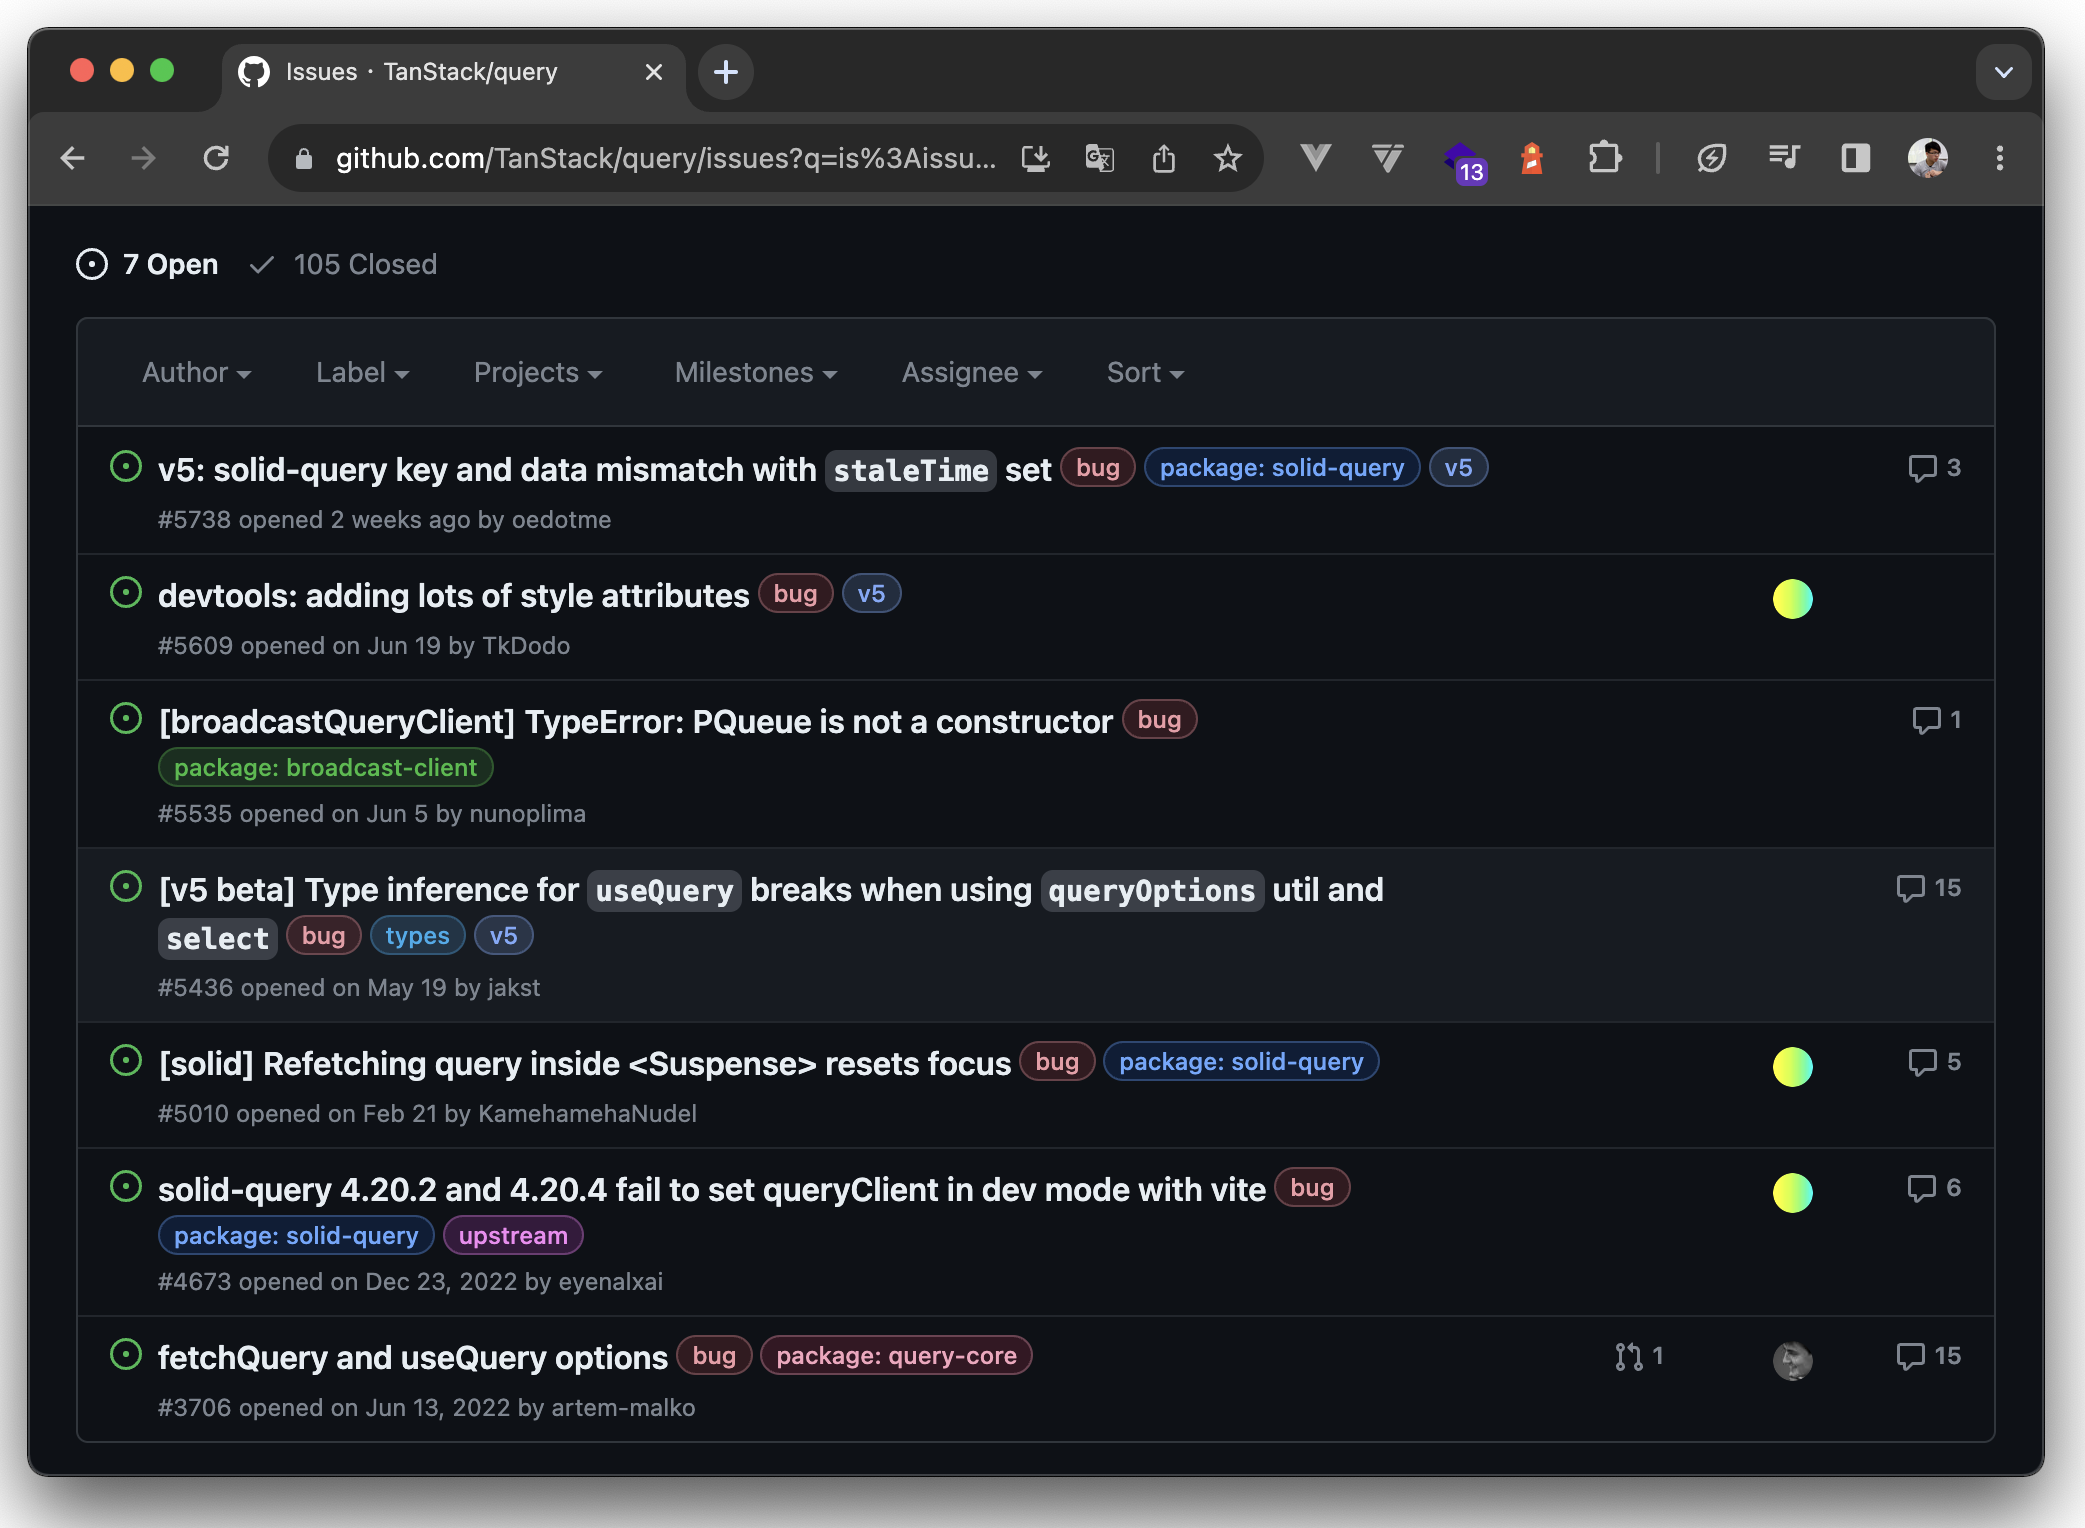 Issues · TanStack/query
github.com/TanStack/query/issues?q=is%3Aissu...
13
7 Open 105 Closed
Author Label Projects Milestones Assignee Sort
v5: solid-query key and data mismatch with staleTime set bug package: solid-query v5 3
#5738 opened 2 weeks ago by oedotme
devtools: adding lots of style attributes bug v5
#5609 opened on Jun 19 by TkDodo
[broadcastQueryClient] TypeError: PQueue is not a constructor bug 1
package: broadcast-client
#5535 opened on Jun 5 by nunoplima
[v5 beta] Type inference for useQuery breaks when using queryOptions util and 15
select bug types v5
#5436 opened on May 19 by jakst
[solid] Refetching query inside <Suspense> resets focus bug package: solid-query 5
#5010 opened on Feb 21 by KamehamehaNudel
solid-query 4.20.2 and 4.20.4 fail to set queryClient in dev mode with vite bug 6
package: solid-query upstream
#4673 opened on Dec 23, 2022 by eyenalxai
fetchQuery and useQuery options bug package: query-core 1 15
#3706 opened on Jun 13, 2022 by artem-malko